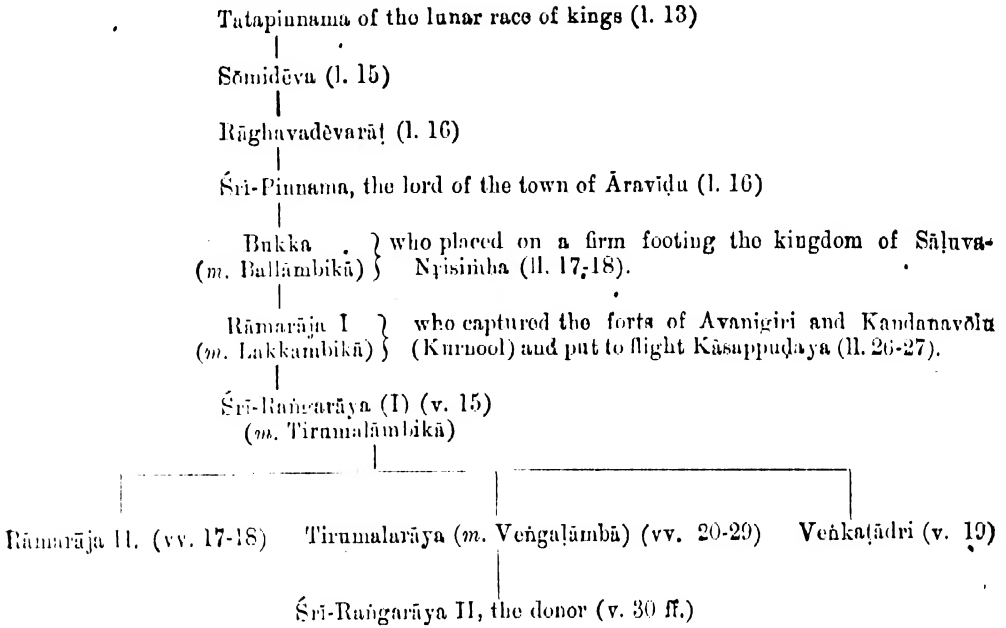 Tatapinnama of the lunar race of kings (l. 13)
Sōmidēva (l. 15)
Rāghavadēvarāṭ (l. 16)
Śrī-Pinnama, the lord of the town of Āravīḍu (l. 16)
Bukka } who placed on a firm footing the kingdom of Sāḷuva-
(m. Ballāmbikā) } Nṛisiṁha (ll. 17-18).
Rāmarāja I } who captured the forts of Avanigiri and Kandanavōlu
(m. Lakkāmbikā) } (Kurnool) and put to flight Kāsappuḍaya (ll. 26-27).
Śrī-Raṅgarāya (I) (v. 15)
(m. Tirumalāmbikā)
Rāmarāja II. (vv. 17-18) Tirumalarāya (m. Veṅgaḷāmbā) (vv. 20-29) Veṅkaṭādri (v. 19)
Śrī-Raṅgarāya II, the donor (v. 30 ff.)